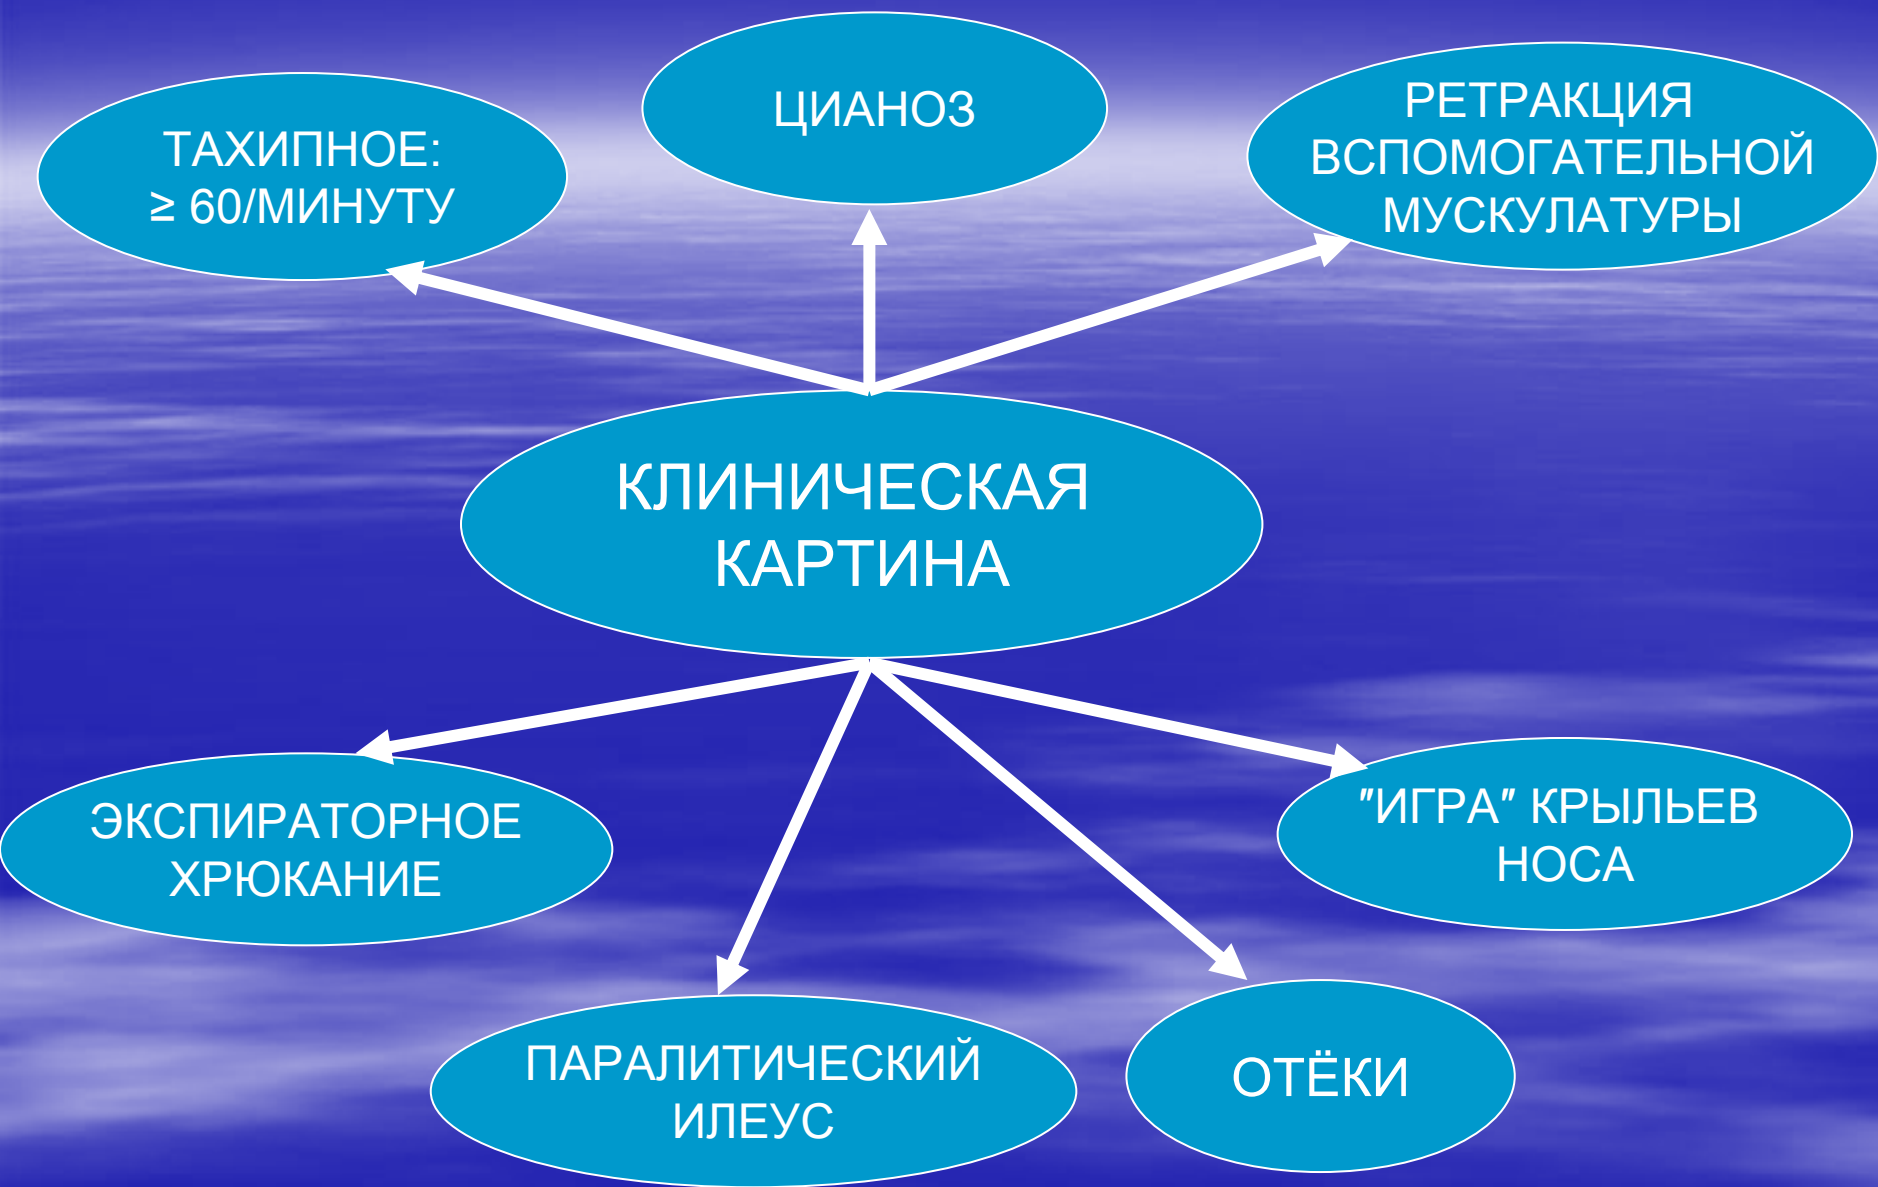 ТАХИПНОЕ:
≥ 60/МИНУТУ
ЦИАНОЗ
РЕТРАКЦИЯ
ВСПОМОГАТЕЛЬНОЙ
МУСКУЛАТУРЫ
КЛИНИЧЕСКАЯ
КАРТИНА
ЭКСПИРАТОРНОЕ
ХРЮКАНИЕ
"ИГРА" КРЫЛЬЕВ
НОСА
ПАРАЛИТИЧЕСКИЙ
ИЛЕУС
ОТЁКИ